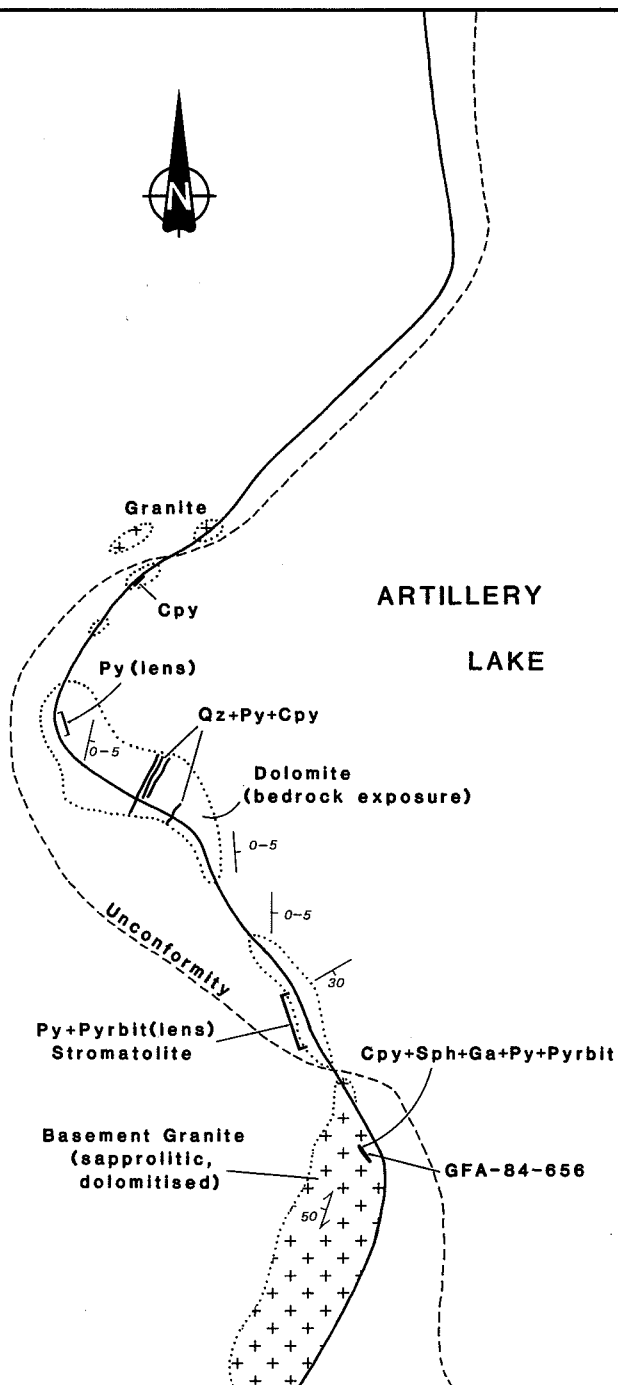 N
Granite
Cpy
ARTILLERY
LAKE
Py (lens)
Qz+Py+Cpy
0-5
Dolomite
(bedrock exposure)
0-5
0-5
Unconformity
30
Py+Pyrbit(lens)
Stromatolite
Cpy+Sph+Ga+Py+Pyrbit
Basement Granite
(sapprolitic,
dolomitised)
GFA-84-656
50